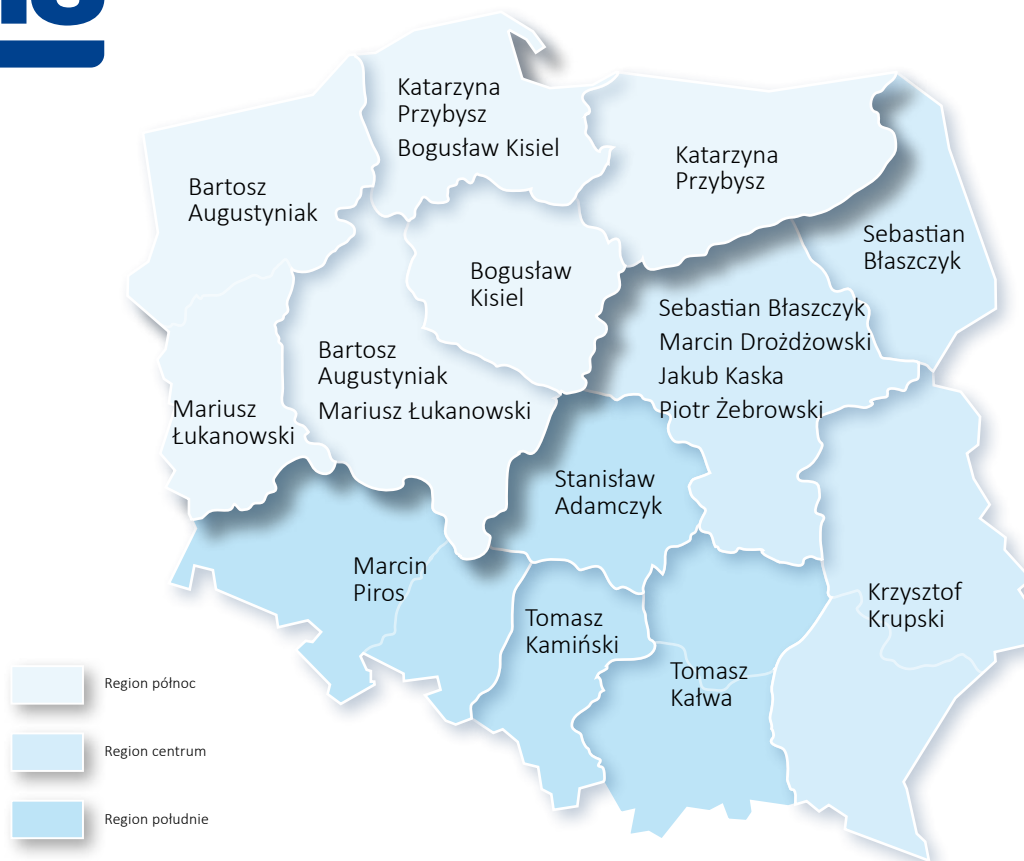 Katarzyna
Przybysz
Bogusław Kisiel
Katarzyna
Przybysz
Bartosz
Augustyniak
Sebastian
Błaszczyk
Bogusław
Kisiel
Sebastian Błaszczyk
Marcin Drożdżowski
Jakub Kaska
Piotr Żebrowski
Bartosz
Augustyniak
Mariusz Łukanowski
Mariusz
Łukanowski
Stanisław
Adamczyk
Marcin
Piros
Krzysztof
Krupski
Tomasz
Kamiński
Tomasz
Kałwa
Region północ
Region centrum
Region południe